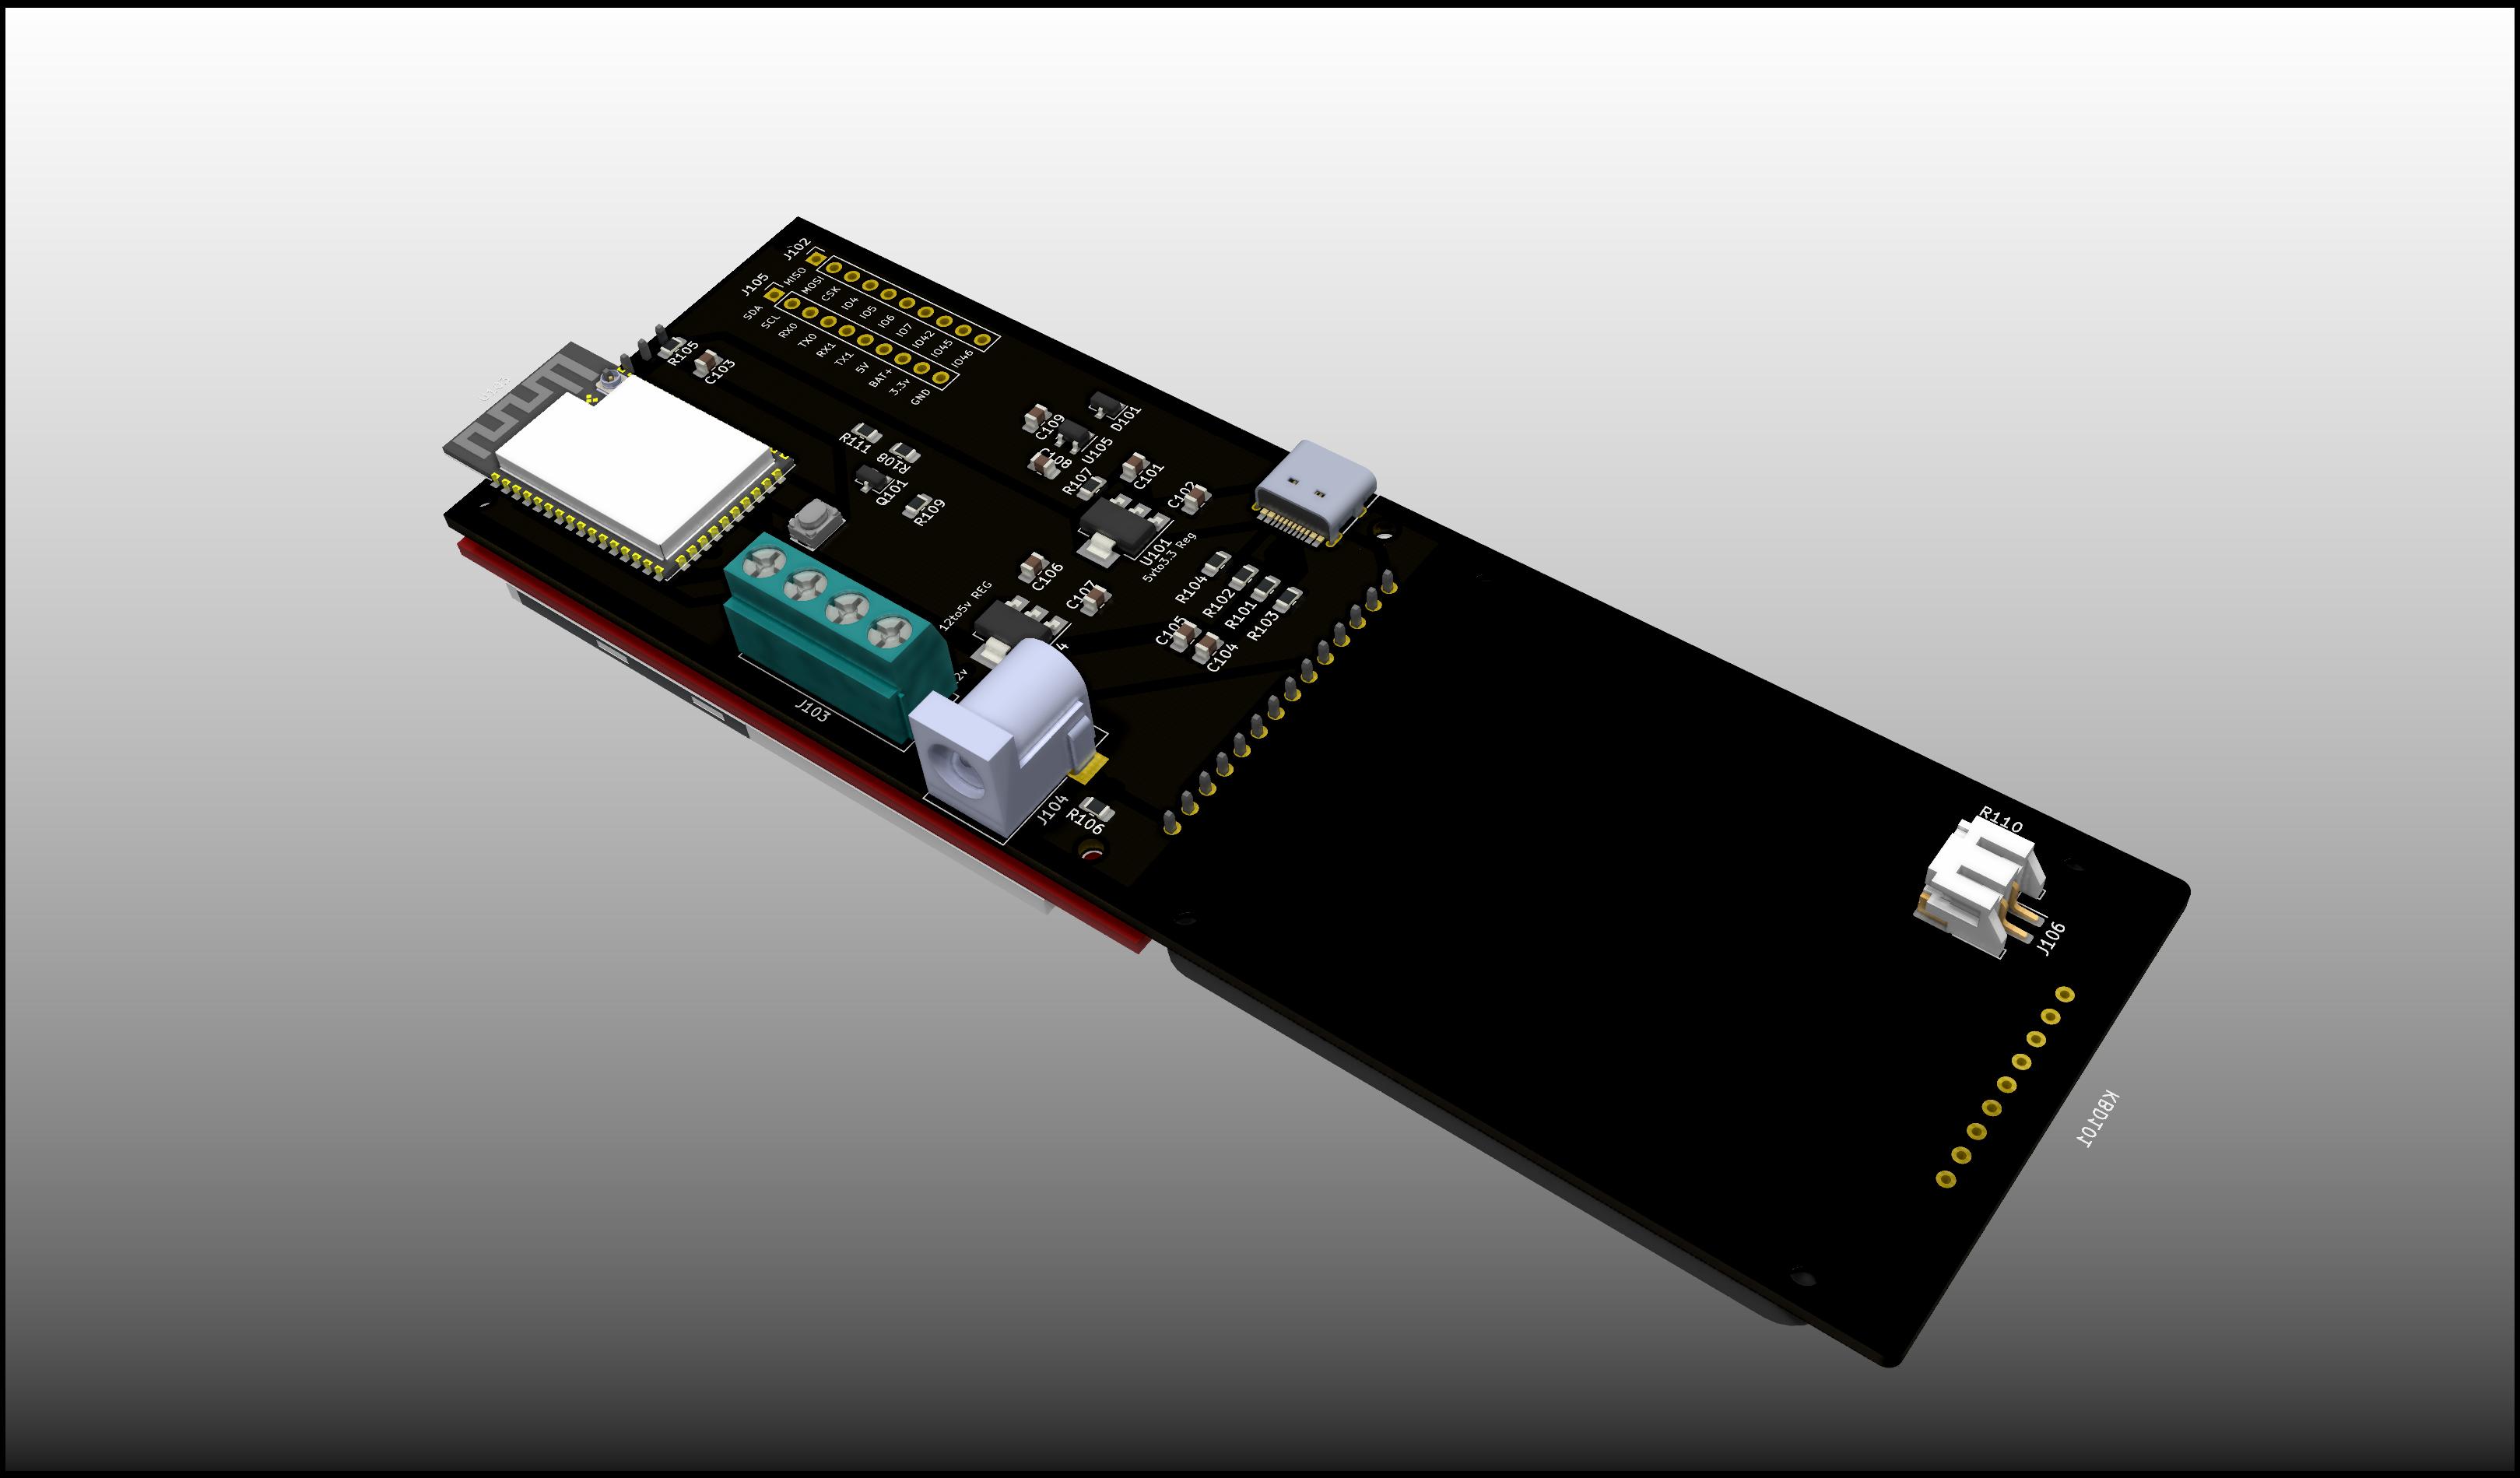 J102
J105
MISO
MOSI
CSK
IO4
IO5
IO6
IO7
IO42
IO45
IO46
SDA
SCL
RX0
TX0
RX1
TX1
5V
BAT+
3.3v
GND
R105
C103
R111
R108
Q101
R109
C109
D101
U105
C108
R107
C101
C102
U101
5vto3.3 Reg
C106
C107
12to5v REG
R104
R102
R101
R103
C105
C104
J103
J104
R106
R110
J106
KBD101